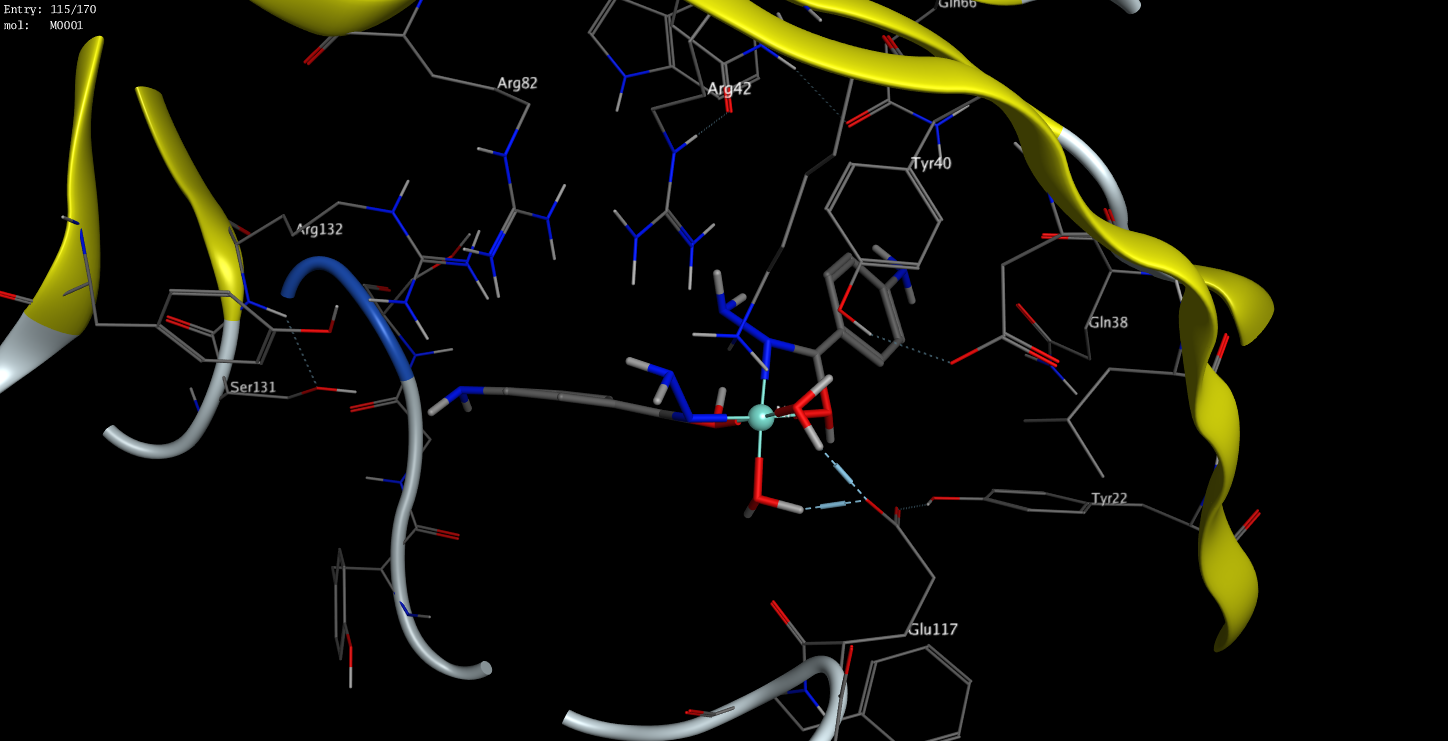 Entry: 115/170
mol: M0001
Gln66
Arg82
Arg42
Tyr40
Arg132
Gln38
Ser131
Tyr22
Glu117